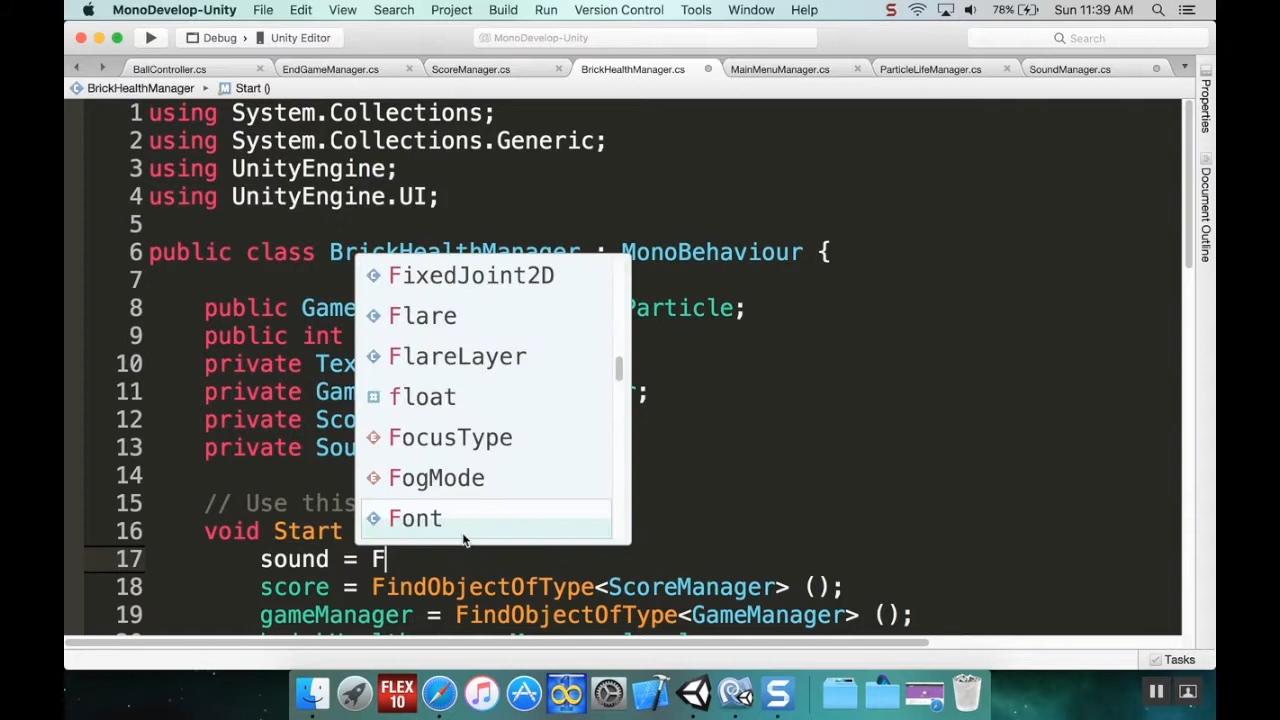 MonoDevelop-Unity File Edit View Search Project Build Run Version Control Tools Window Help S 78% Sun 11:39 AM
Debug Unity Editor MonoDevelop-Unity Search
BallController.cs EndGameManager.cs ScoreManager.cs BrickHealthManager.cs MainMenuManager.cs ParticleLifeManager.cs SoundManager.cs
BrickHealthManager Start ()
Properties
Document Outline
1 using System.Collections;
2 using System.Collections.Generic;
3 using UnityEngine;
4 using UnityEngine.UI;
5
6 public class BrickHealthManager : MonoBehaviour {
7
8 public Game Particle;
9 public int
10 private Tex
11 private Gam r;
12 private Sco
13 private Sou
14
15 // Use this
16 void Start
17 sound = F
18 score = FindObjectOfType<ScoreManager> ();
19 gameManager = FindObjectOfType<GameManager> ();
FixedJoint2D
Flare
FlareLayer
float
FocusType
FogMode
Font
Tasks
FLEX
10
S